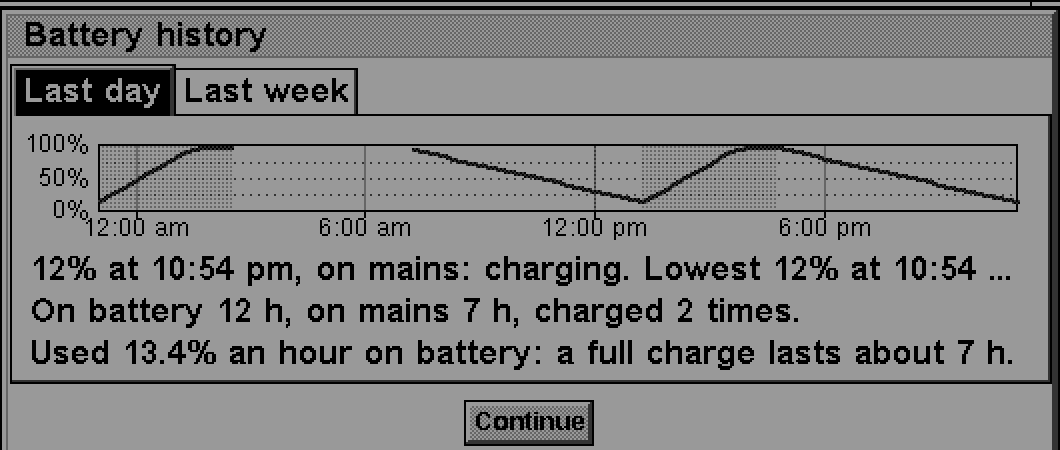 Battery history
Last day Last week
100%
50%
0%
12:00 am 6:00 am 12:00 pm 6:00 pm
12% at 10:54 pm, on mains: charging. Lowest 12% at 10:54 ...
On battery 12 h, on mains 7 h, charged 2 times.
Used 13.4% an hour on battery: a full charge lasts about 7 h.
Continue